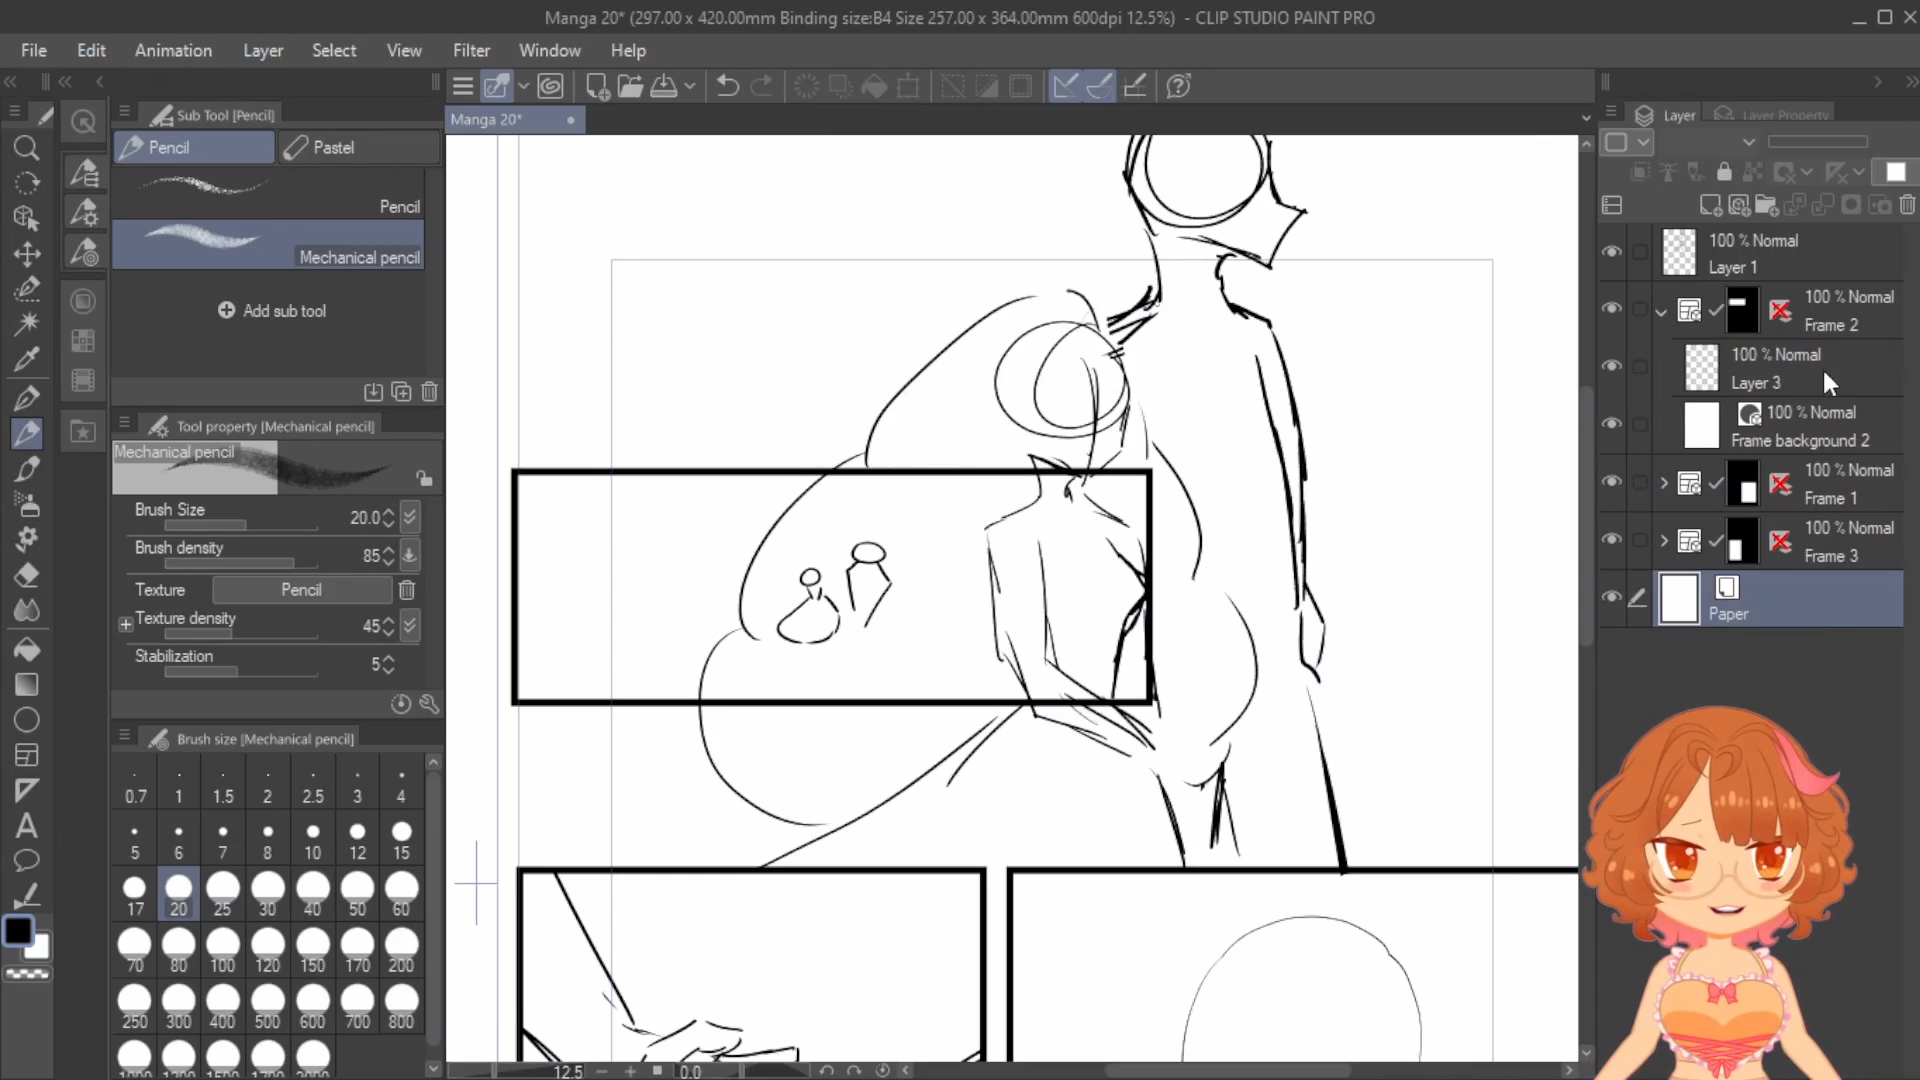 Manga 20* (297.00 x 420.00mm Binding size:B4 Size 257.00 x 364.00mm 600dpi 12.5%) - CLIP STUDIO PAINT PRO
File Edit Animation Layer Select View Filter Window Help
Sub Tool [Pencil]
Pencil Pastel
Pencil
Mechanical pencil
Add sub tool
Tool property [Mechanical pencil]
Mechanical pencil
Brush Size 20.0
Brush density 85
Texture Pencil
Texture density 45
Stabilization 5
Brush size [Mechanical pencil]
0.7 1 1.5 2 2.5 3 4
5 6 7 8 10 12 15
17 20 25 30 40 50 60
70 80 100 120 150 170 200
250 300 400 500 600 700 800
1000 1200 1500 1700 2000
Manga 20*
12.5 0.0
Layer Layer Property
100 % Normal
Layer 1
100 % Normal
Frame 2
100 % Normal
Layer 3
100 % Normal
Frame background 2
100 % Normal
Frame 1
100 % Normal
Frame 3
Paper